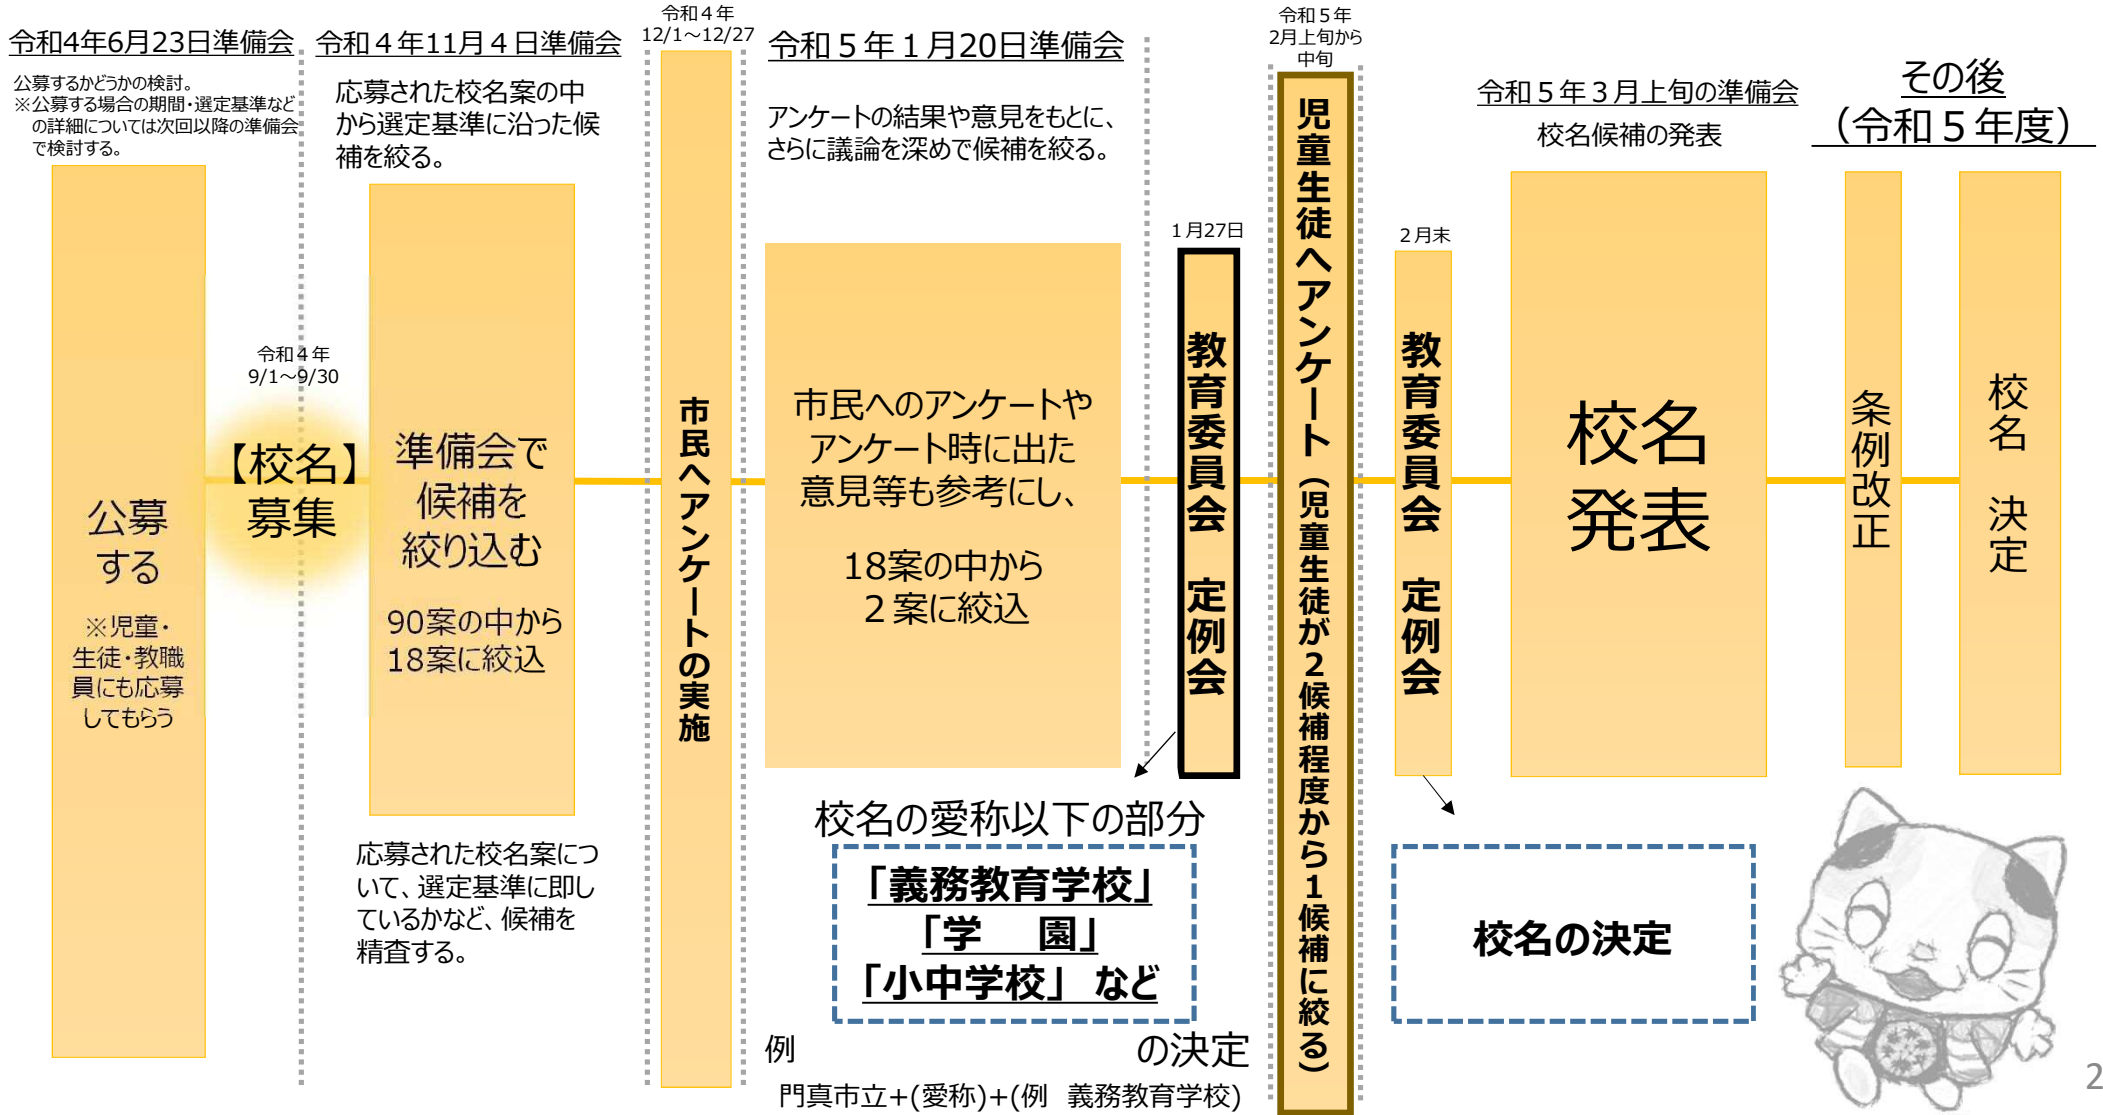 令和4年6月23日準備会
公募するかどうかの検討。
※公募する場合の期間・選定基準など
の詳細については次回以降の準備会
で検討する。
公募
する
※児童・
生徒・教職
員にも応募
してもらう
令和４年
9/1～9/30
【校名】
募集
令和４年11月４日準備会
応募された校名案の中
から選定基準に沿った候
補を絞る。
準備会で
候補を
絞り込む
90案の中から
18案に絞込
応募された校名案につ
いて、選定基準に即し
ているかなど、候補を
精査する。
令和４年
12/1～12/27
市民へアンケートの実施
令和５年１月20日準備会
アンケートの結果や意見をもとに、
さらに議論を深めで候補を絞る。
市民へのアンケートや
アンケート時に出た
意見等も参考にし、
18案の中から
２案に絞込
1月27日
教育委員会　定例会
校名の愛称以下の部分
「義務教育学校」
「学　園」
「小中学校」など
例
の決定
門真市立+(愛称)+(例 義務教育学校)
令和５年
2月上旬から
中旬
児童生徒へアンケート（児童生徒が２候補程度から１候補に絞る）
２月末
教育委員会　定例会
校名の決定
令和５年３月上旬の準備会
校名候補の発表
校名
発表
その後
（令和５年度）
条例改正
校名　決定
2